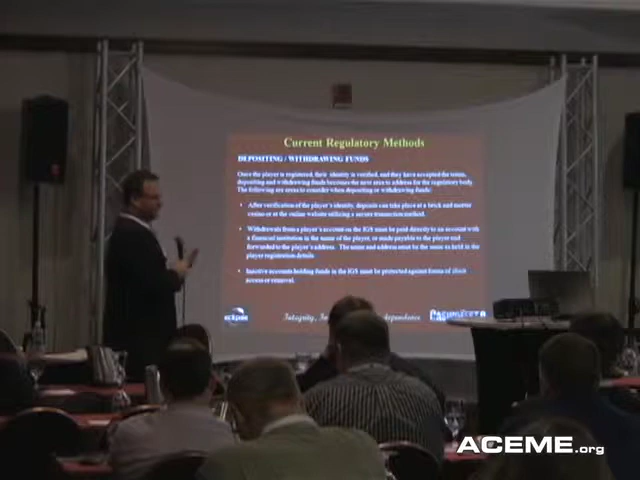 Current Regulatory Methods
DEPOSITING / WITHDRAWING FUNDS
Once the player is registered, their identity is verified, and they have accepted the terms,
depositing and withdrawing funds becomes the next area to address for the regulatory body.
The following are areas to consider when depositing or withdrawing funds:
• After verification of the player's identity, deposits can take place at a brick and mortar
casino or at the online website utilizing a secure transaction method.
• Withdrawals from a player's account on the IGS must be paid directly to an account with
a financial institution in the name of the player, or made payable to the player and
forwarded to the player's address. The name and address must be the same as held in the
player registration details.
• Inactive accounts holding funds in the IGS must be protected against forms of illicit
access or removal.
eclipse
Integrity,
ependence
ACEME.org